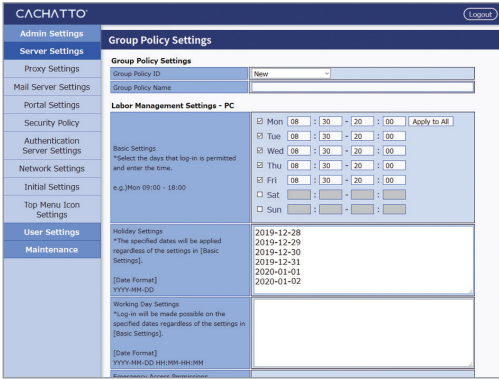 CACHATTO
Logout
Admin Settings
Server Settings
Proxy Settings
Mail Server Settings
Portal Settings
Security Policy
Authentication
Server Settings
Network Settings
Initial Settings
Top Menu Icon
Settings
User Settings
Maintenance
Group Policy Settings
Group Policy Settings
Group Policy ID
New
Group Policy Name
Labor Management Settings - PC
Basic Settings
*Select the days that log-in is permitted
and enter the time.
e.g.)Mon 09:00 - 18:00
Mon 08 : 30 - 20 : 00 Apply to All
Tue 08 : 30 - 20 : 00
Wed 08 : 30 - 20 : 00
Thu 08 : 30 - 20 : 00
Fri 08 : 30 - 20 : 00
Sat : - :
Sun : - :
Holiday Settings
*The specified dates will be applied
regardless of the settings in [Basic
Settings].
[Date Format]
YYYY-MM-DD
2019-12-28
2019-12-29
2019-12-30
2019-12-31
2020-01-01
2020-01-02
Working Day Settings
*Log-in will be made possible on the
specified dates regardless of the settings in
[Basic Settings].
[Date Format]
YYYY-MM-DD HH:MM-HH:MM
Emergency Access Permissions